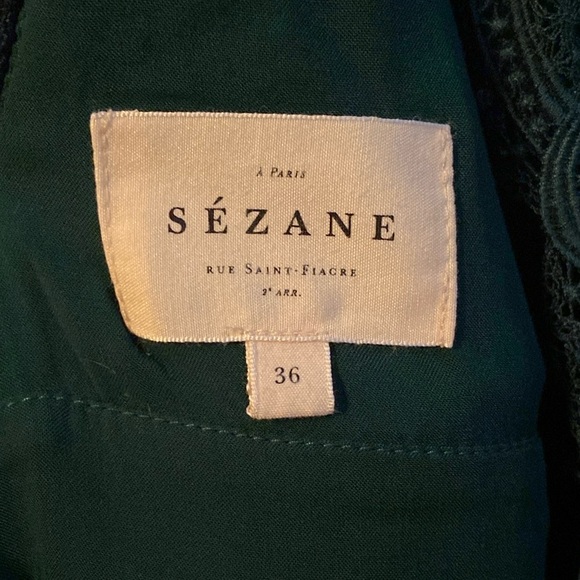 À PARIS
SÉZANE
RUE SAINT-FIACRE
2e ARR.
36